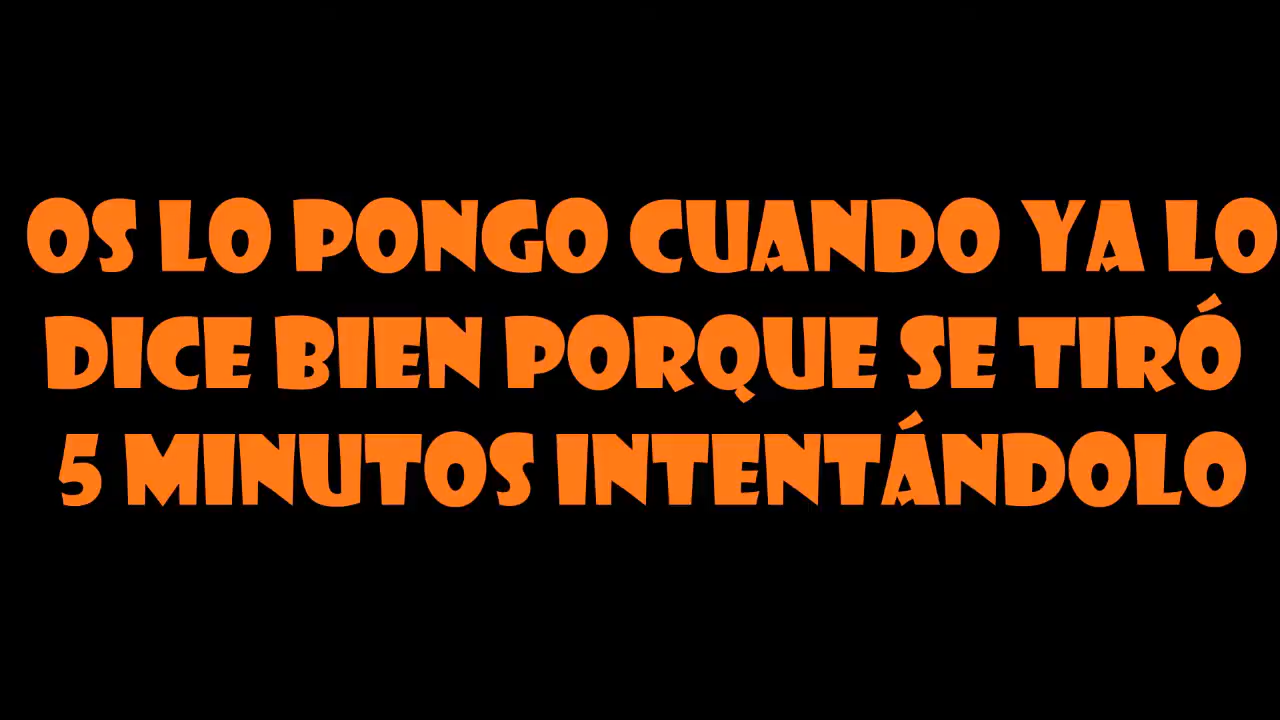 OS LO PONGO CUANDO YA LO
DICE BIEN PORQUE SE TIRÓ
5 MINUTOS INTENTÁNDOLO